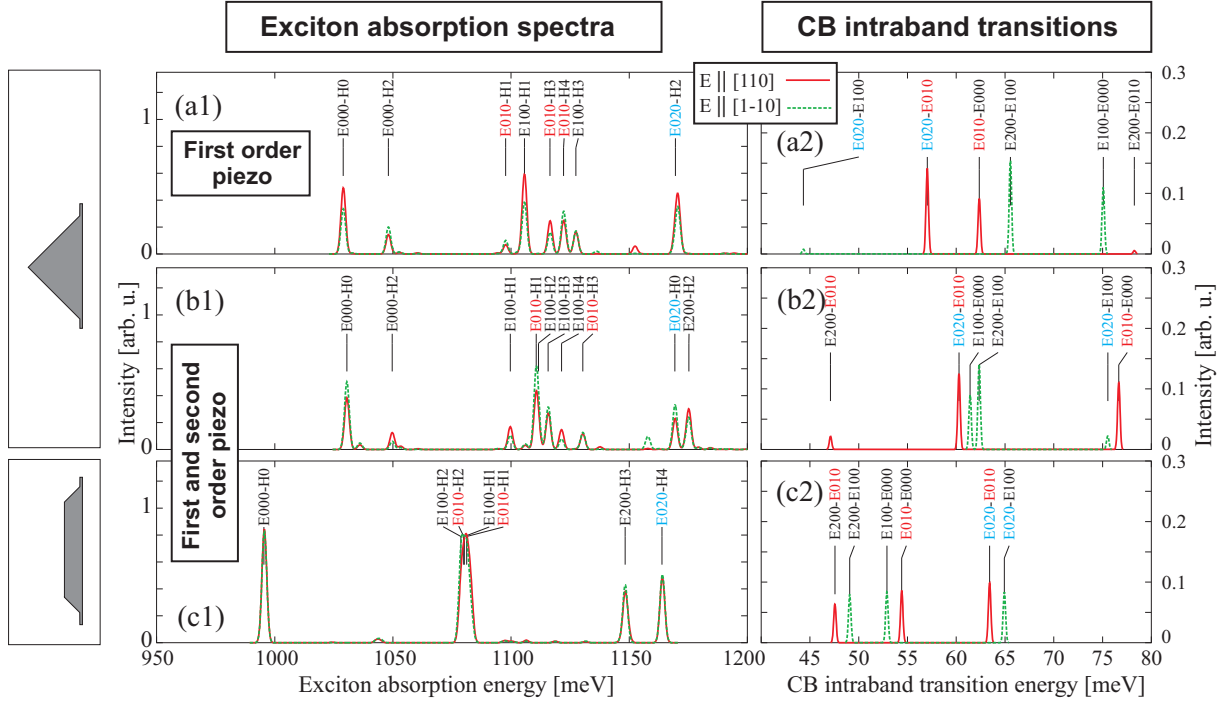 Exciton absorption spectra
CB intraband transitions
E || [110]
E || [1-10]
(a1)
First order
piezo
E000-H0
E000-H2
E010-H1
E100-H1
E010-H3
E010-H4
E100-H3
E020-H2
1
0
(a2)
E020-E100
E020-E010
E010-E000
E200-E100
E100-E000
E200-E010
0.3
0.2
0.1
0
(b1)
E000-H0
E000-H2
E100-H1
E010-H1
E100-H2
E100-H3
E100-H4
E010-H3
E020-H0
E200-H2
1
0
(b2)
E200-E010
E020-E010
E100-E000
E200-E100
E020-E100
E010-E000
0.3
0.2
0.1
0
Intensity [arb. u.]
Intensity [arb. u.]
First and second
order piezo
(c1)
E000-H0
E100-H2
E010-H3
E100-H1
E010-H1
E200-H3
E020-H4
1
0
(c2)
E200-E010
E200-E100
E100-E000
E010-E000
E020-E010
E020-E100
0.3
0.2
0.1
0
950 1000 1050 1100 1150 1200
Exciton absorption energy [meV]
45 50 55 60 65 70 75 80
CB intraband transition energy [meV]